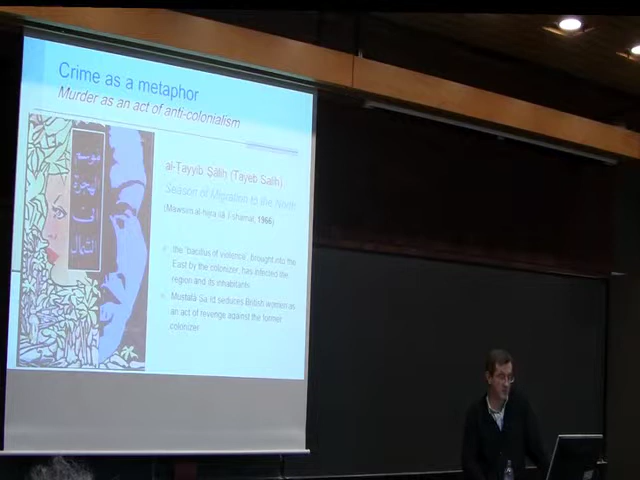 Crime as a metaphor
Murder as an act of anti-colonialism
موسم
الهجرة
الى
الشمال
al-Ṭayyib Ṣāliḥ (Tayeb Salih),
Season of Migration to the North
(Mawsim al-hijra ilā l-shamāl, 1966)
the 'bacillus of violence', brought into the
East by the colonizer, has infected the
region and its inhabitants.
Muṣṭafā Saʿīd seduces British women as
an act of revenge against the former
colonizer